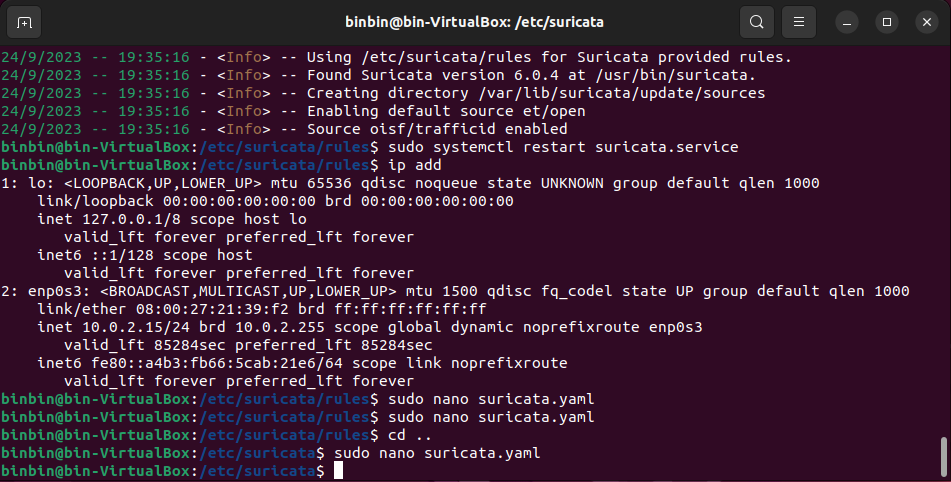 binbin@bin-VirtualBox: /etc/suricata
24/9/2023 -- 19:35:16 - <Info> -- Using /etc/suricata/rules for Suricata provided rules.
24/9/2023 -- 19:35:16 - <Info> -- Found Suricata version 6.0.4 at /usr/bin/suricata.
24/9/2023 -- 19:35:16 - <Info> -- Creating directory /var/lib/suricata/update/sources
24/9/2023 -- 19:35:16 - <Info> -- Enabling default source et/open
24/9/2023 -- 19:35:16 - <Info> -- Source oisf/trafficid enabled
binbin@bin-VirtualBox:/etc/suricata/rules$ sudo systemctl restart suricata.service
binbin@bin-VirtualBox:/etc/suricata/rules$ ip add
1: lo: <LOOPBACK,UP,LOWER_UP> mtu 65536 qdisc noqueue state UNKNOWN group default qlen 1000
    link/loopback 00:00:00:00:00:00 brd 00:00:00:00:00:00
    inet 127.0.0.1/8 scope host lo
       valid_lft forever preferred_lft forever
    inet6 ::1/128 scope host
       valid_lft forever preferred_lft forever
2: enp0s3: <BROADCAST,MULTICAST,UP,LOWER_UP> mtu 1500 qdisc fq_codel state UP group default qlen 1000
    link/ether 08:00:27:21:39:f2 brd ff:ff:ff:ff:ff:ff
    inet 10.0.2.15/24 brd 10.0.2.255 scope global dynamic noprefixroute enp0s3
       valid_lft 85284sec preferred_lft 85284sec
    inet6 fe80::a4b3:fb66:5cab:21e6/64 scope link noprefixroute
       valid_lft forever preferred_lft forever
binbin@bin-VirtualBox:/etc/suricata/rules$ sudo nano suricata.yaml
binbin@bin-VirtualBox:/etc/suricata/rules$ sudo nano suricata.yaml
binbin@bin-VirtualBox:/etc/suricata/rules$ cd ..
binbin@bin-VirtualBox:/etc/suricata$ sudo nano suricata.yaml
binbin@bin-VirtualBox:/etc/suricata$